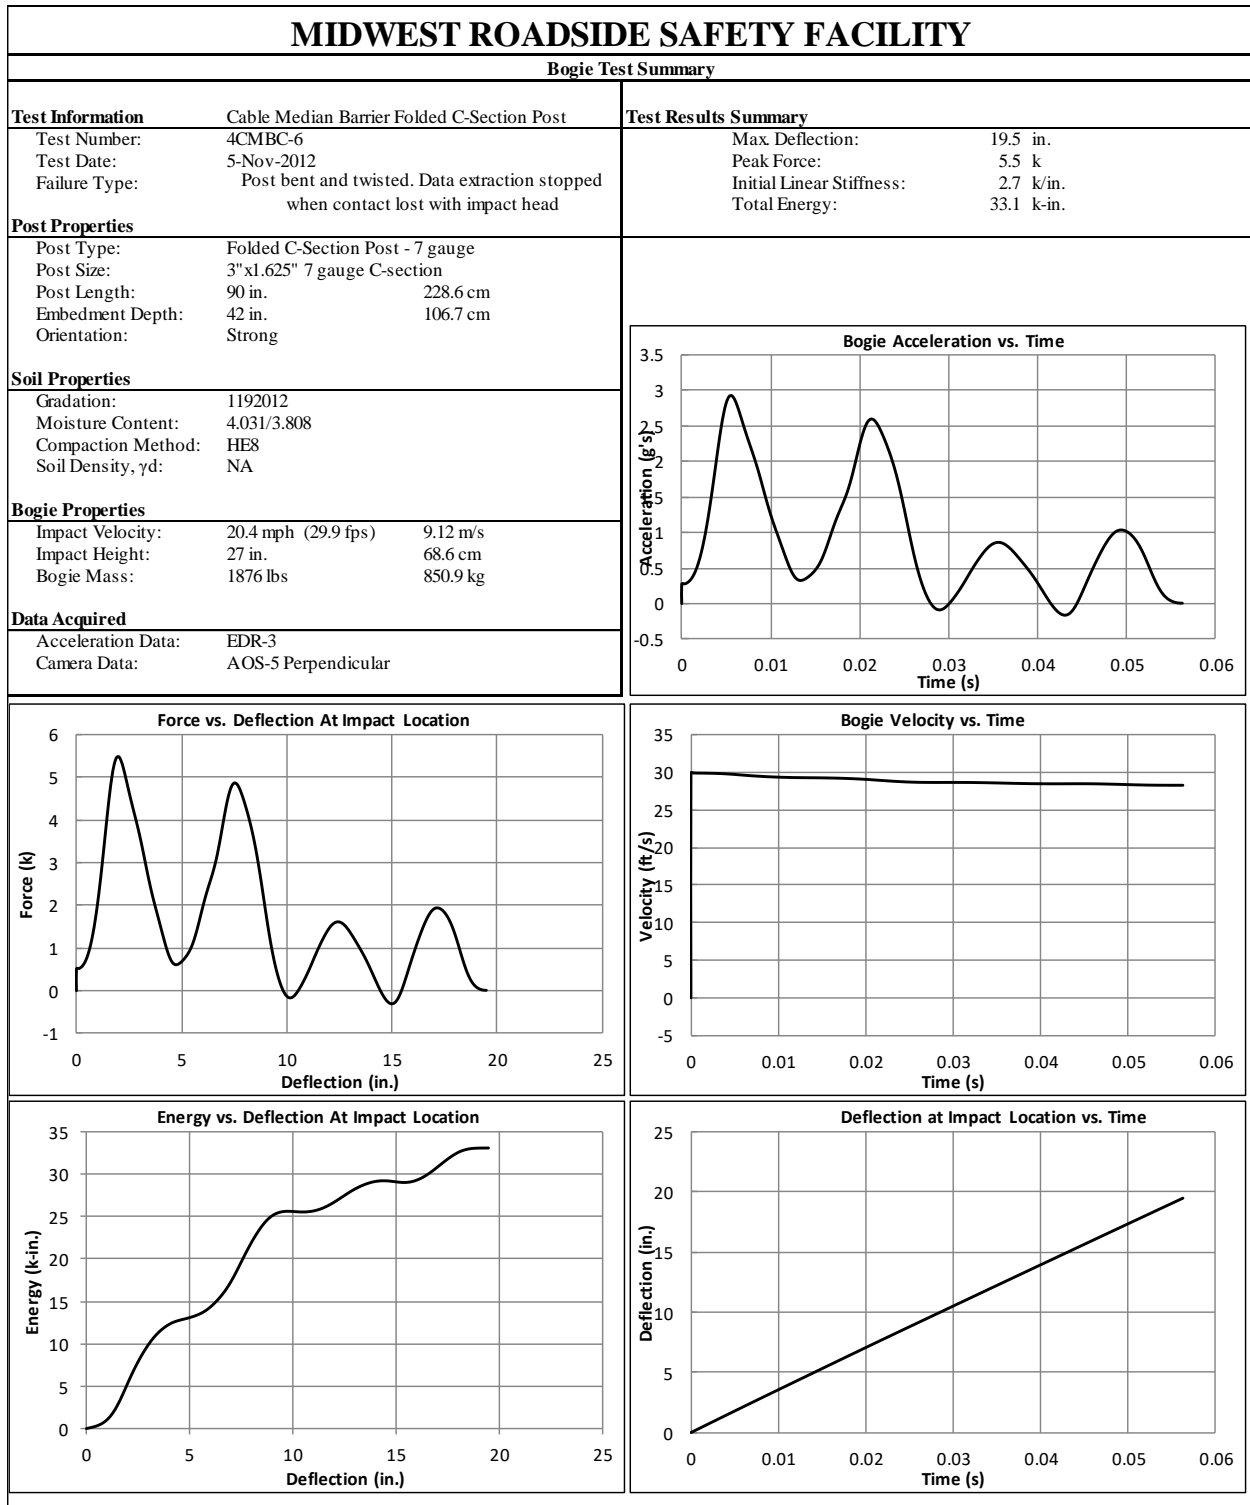 MIDWEST ROADSIDE SAFETY FACILITY
Bogie Test Summary
Test Information Cable Median Barrier Folded C-Section Post
Test Number: 4CMBC-6
Test Date: 5-Nov-2012
Failure Type: Post bent and twisted. Data extraction stopped
when contact lost with impact head
Post Properties
Post Type: Folded C-Section Post - 7 gauge
Post Size: 3"x1.625" 7 gauge C-section
Post Length: 90 in. 228.6 cm
Embedment Depth: 42 in. 106.7 cm
Orientation: Strong
Soil Properties
Gradation: 1192012
Moisture Content: 4.031/3.808
Compaction Method: HE8
Soil Density, γd: NA
Bogie Properties
Impact Velocity: 20.4 mph (29.9 fps) 9.12 m/s
Impact Height: 27 in. 68.6 cm
Bogie Mass: 1876 lbs 850.9 kg
Data Acquired
Acceleration Data: EDR-3
Camera Data: AOS-5 Perpendicular
Test Results Summary
Max. Deflection: 19.5 in.
Peak Force: 5.5 k
Initial Linear Stiffness: 2.7 k/in.
Total Energy: 33.1 k-in.
Bogie Acceleration vs. Time
3.5
3
2.5
2
1.5
1
0.5
0
-0.5
Acceleration (g's)
0 0.01 0.02 0.03 0.04 0.05 0.06
Time (s)
Force vs. Deflection At Impact Location
6
5
4
3
2
1
0
-1
Force (k)
0 5 10 15 20 25
Deflection (in.)
Bogie Velocity vs. Time
35
30
25
20
15
10
5
0
-5
Velocity (ft/s)
0 0.01 0.02 0.03 0.04 0.05 0.06
Time (s)
Energy vs. Deflection At Impact Location
35
30
25
20
15
10
5
0
Energy (k-in.)
0 5 10 15 20 25
Deflection (in.)
Deflection at Impact Location vs. Time
25
20
15
10
5
0
Deflection (in.)
0 0.01 0.02 0.03 0.04 0.05 0.06
Time (s)